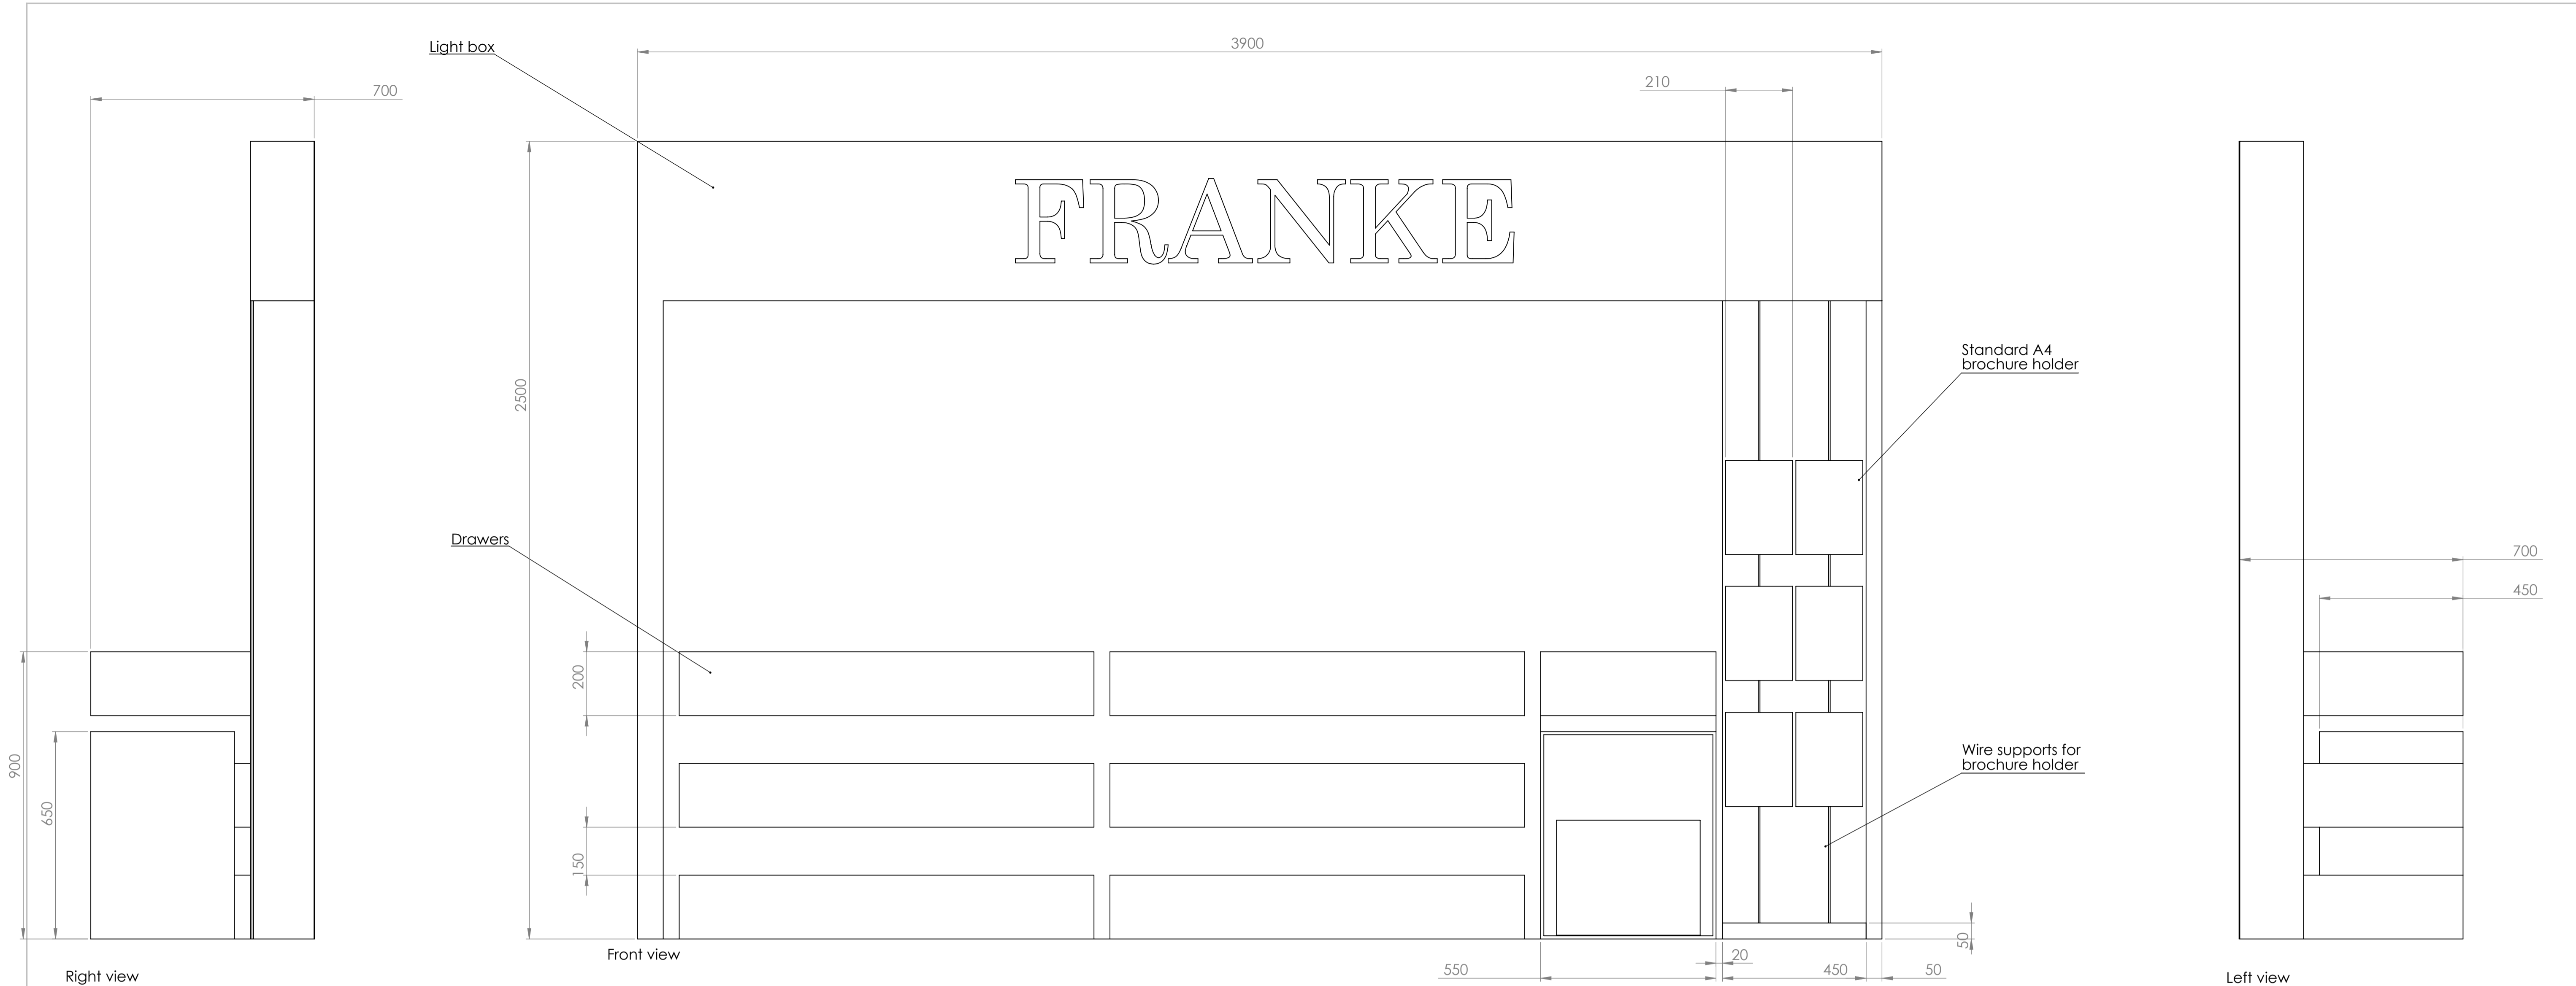 Light box
3900
210
700
FRANKE
2500
Standard A4
brochure holder
Drawers
700
450
200
900
650
150
Wire supports for
brochure holder
50
20
550
450
50
Front view
Right view
Left view